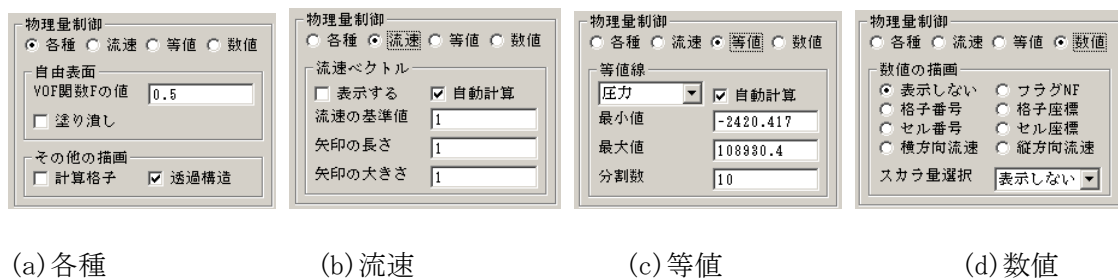 物理量制御
各種 流速 等値 数値
自由表面
VOF関数Fの値 0.5
塗り潰し
その他の描画
計算格子 透過構造
物理量制御
各種 流速 等値 数値
流速ベクトル
表示する 自動計算
流速の基準値 1
矢印の長さ 1
矢印の大きさ 1
物理量制御
各種 流速 等値 数値
等値線
圧力 自動計算
最小値 -2420.417
最大値 108930.4
分割数 10
物理量制御
各種 流速 等値 数値
数値の描画
表示しない フラグNF
格子番号 格子座標
セル番号 セル座標
横方向流速 縦方向流速
スカラ量選択 表示しない
(a)各種
(b)流速
(c)等値
(d)数値